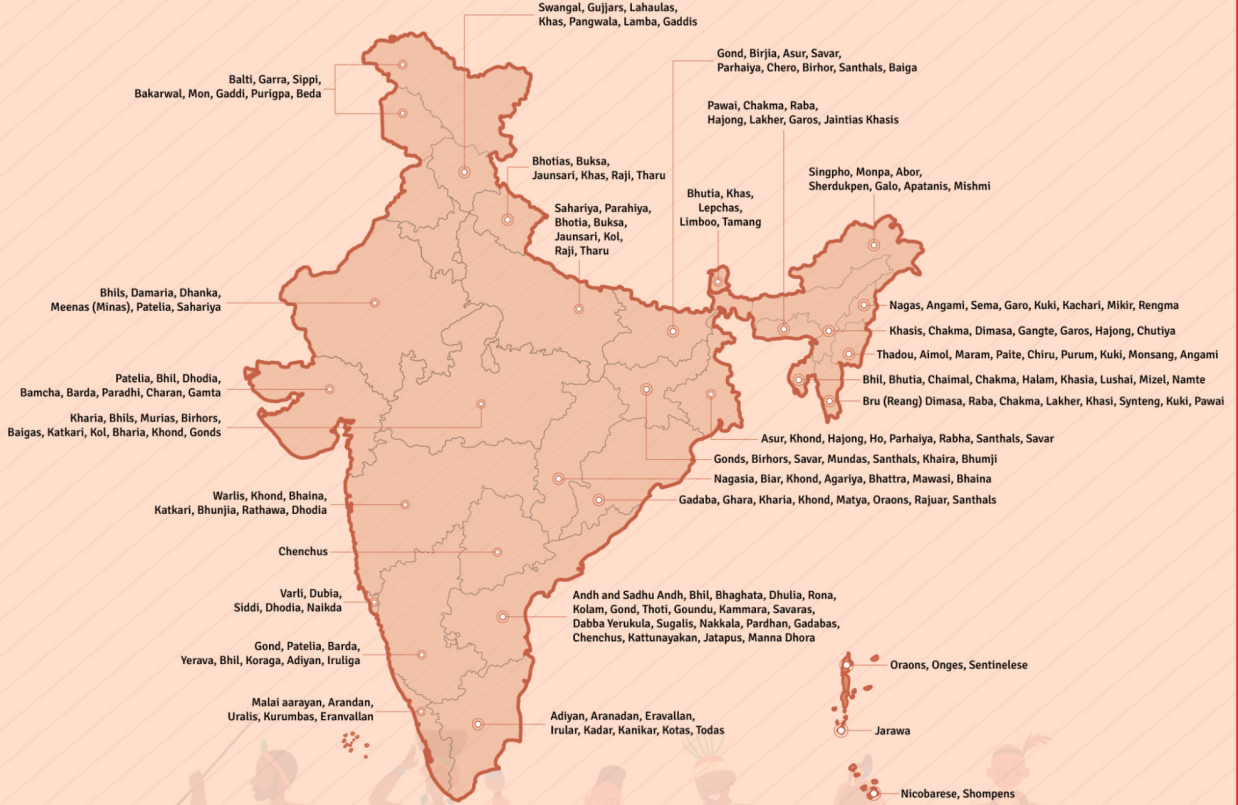 Swangal, Gujjars, Lahaulas,
Khas, Pangwala, Lamba, Gaddis
Gond, Birjia, Asur, Savar,
Parhaiya, Chero, Birhor, Santhals, Baiga
Balti, Garra, Sippi,
Bakarwal, Mon, Gaddi, Purigpa, Beda
Pawai, Chakma, Raba,
Hajong, Lakher, Garos, Jaintias Khasis
Bhotias, Buksa,
Jaunsari, Khas, Raji, Tharu
Singpho, Monpa, Abor,
Sherdukpen, Galo, Apatanis, Mishmi
Bhutia, Khas,
Lepchas,
Limboo, Tamang
Sahariya, Parahiya,
Bhotia, Buksa,
Jaunsari, Kol,
Raji, Tharu
Bhils, Damaria, Dhanka,
Meenas (Minas), Patelia, Sahariya
Nagas, Angami, Sema, Garo, Kuki, Kachari, Mikir, Rengma
Khasis, Chakma, Dimasa, Gangte, Garos, Hajong, Chutiya
Thadou, Aimol, Maram, Paite, Chiru, Purum, Kuki, Monsang, Angami
Patelia, Bhil, Dhodia,
Bamcha, Barda, Paradhi, Charan, Gamta
Bhil, Bhutia, Chaimal, Chakma, Halam, Khasia, Lushai, Mizel, Namte
Bru (Reang) Dimasa, Raba, Chakma, Lakher, Khasi, Synteng, Kuki, Pawai
Kharia, Bhils, Murias, Birhors,
Baigas, Katkari, Kol, Bharia, Khond, Gonds
Asur, Khond, Hajong, Ho, Parhaiya, Rabha, Santhals, Savar
Gonds, Birhors, Savar, Mundas, Santhals, Khaira, Bhumji
Nagasia, Biar, Khond, Agariya, Bhattra, Mawasi, Bhaina
Gadaba, Ghara, Kharia, Khond, Matya, Oraons, Rajuar, Santhals
Warlis, Khond, Bhaina,
Katkari, Bhunjia, Rathawa, Dhodia
Chenchus
Varli, Dubia,
Siddi, Dhodia, Naikda
Andh and Sadhu Andh, Bhil, Bhaghata, Dhulia, Rona,
Kolam, Gond, Thoti, Goundu, Kammara, Savaras,
Dabba Yerukula, Sugalis, Nakkala, Pardhan, Gadabas,
Chenchus, Kattunayakan, Jatapus, Manna Dhora
Gond, Patelia, Barda,
Yerava, Bhil, Koraga, Adiyan, Iruliga
Oraons, Onges, Sentinelese
Malai aarayan, Arandan,
Uralis, Kurumbas, Eranvallan
Adiyan, Aranadan, Eravallan,
Irular, Kadar, Kanikar, Kotas, Todas
Jarawa
Nicobarese, Shompens